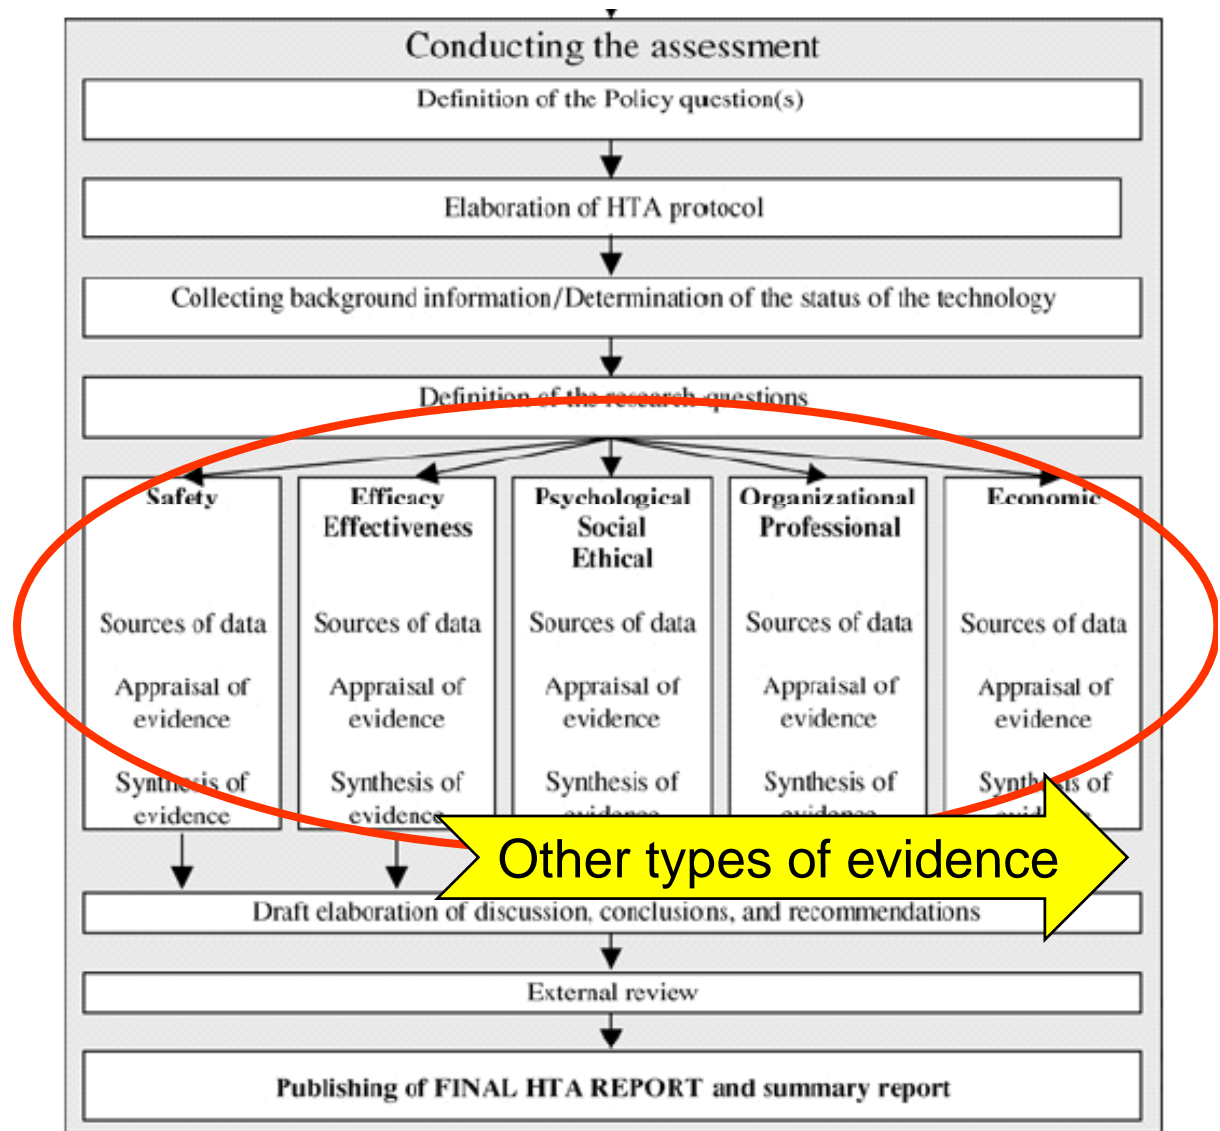 Conducting the assessment
Definition of the Policy question(s)
Elaboration of HTA protocol
Collecting background information/Determination of the status of the technology
Definition of the research questions
Safety
Efficacy
Effectiveness
Psychological
Social
Ethical
Organizational
Professional
Economic
Sources of data
Sources of data
Sources of data
Sources of data
Sources of data
Appraisal of
evidence
Appraisal of
evidence
Appraisal of
evidence
Appraisal of
evidence
Appraisal of
evidence
Synthesis of
evidence
Synthesis of
evidence
Synthesis of
Synthesis of
Synthesis of
Other types of evidence
Draft elaboration of discussion, conclusions, and recommendations
External review
Publishing of FINAL HTA REPORT and summary report